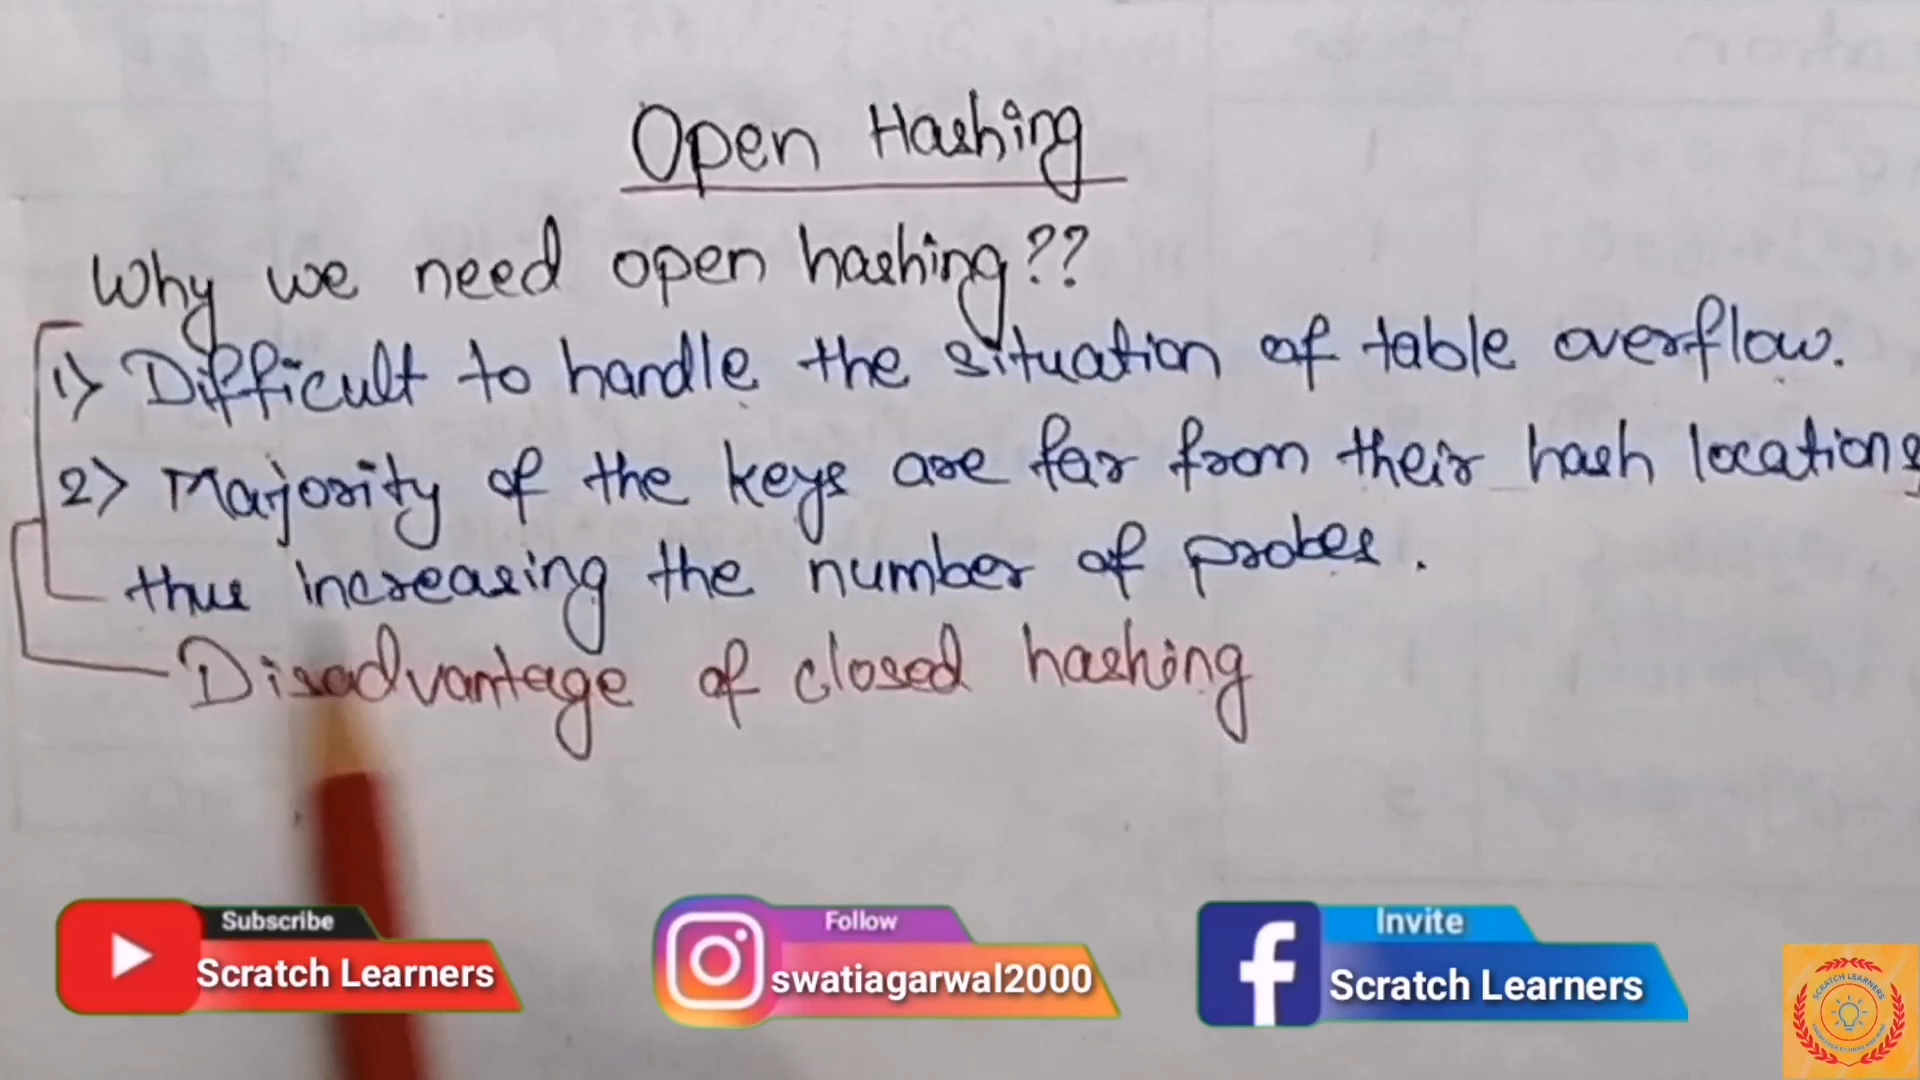 Open Hashing
Why we need open hashing??
1) Difficult to handle the situation of table overflow.
2) Majority of the keys are far from their hash locations
thus increasing the number of probes.
Disadvantage of closed hashing
Subscribe
Scratch Learners
Follow
swatiagarwal2000
Invite
Scratch Learners
SCRATCH LEARNERS